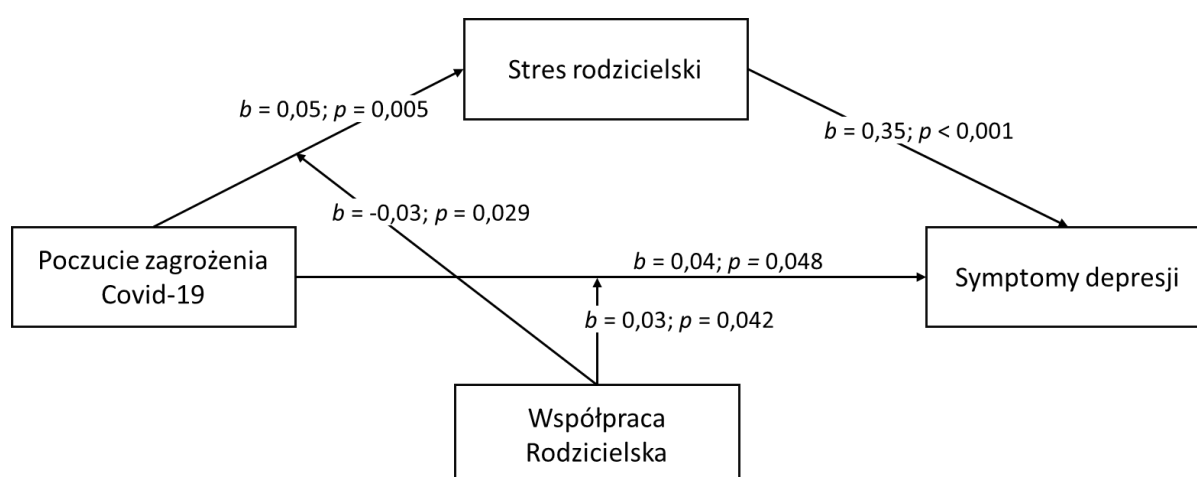 Stres rodzicielski
b = 0,05; p = 0,005
b = 0,35; p < 0,001
b = -0,03; p = 0,029
Poczucie zagrożenia
Covid-19
b = 0,04; p = 0,048
Symptomy depresji
b = 0,03; p = 0,042
Współpraca
Rodzicielska